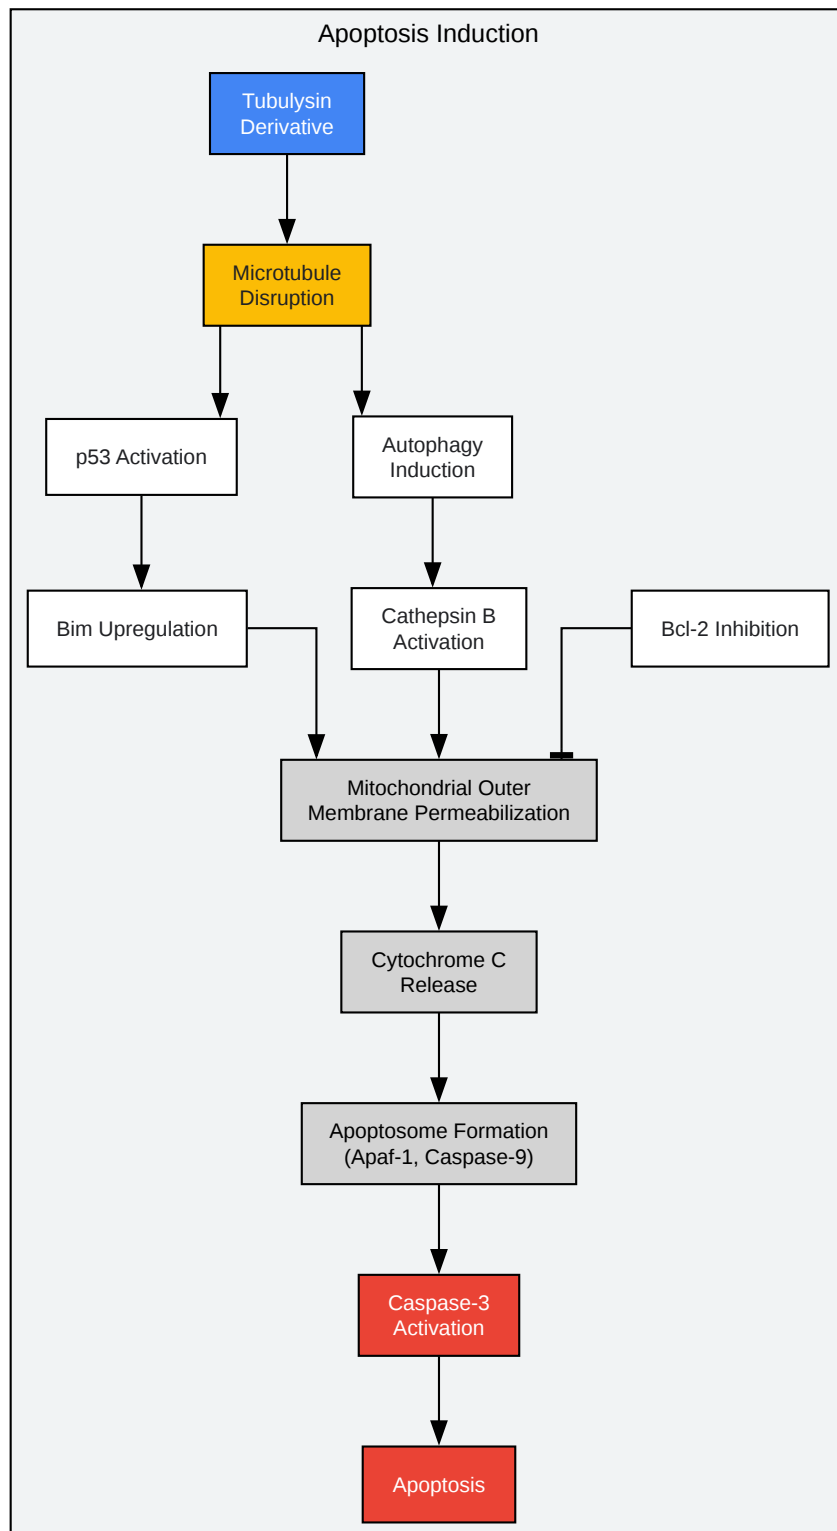 Apoptosis Induction
Tubulysin
Derivative
Microtubule
Disruption
p53 Activation
Autophagy
Induction
Bim Upregulation
Cathepsin B
Activation
Bcl-2 Inhibition
Mitochondrial Outer
Membrane Permeabilization
Cytochrome C
Release
Apoptosome Formation
(Apaf-1, Caspase-9)
Caspase-3
Activation
Apoptosis